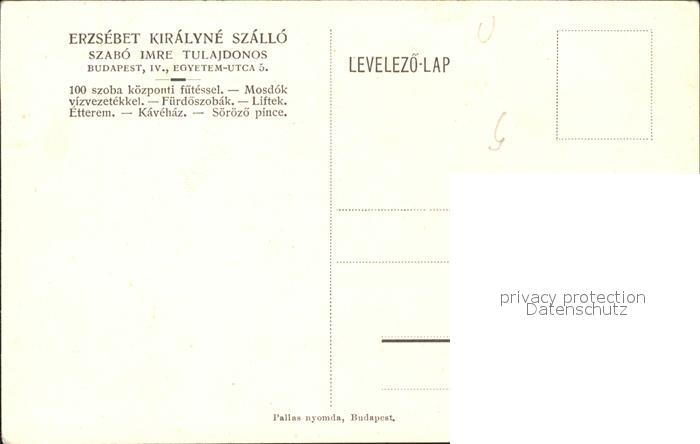 ERZSÉBET KIRÁLYNÉ SZÁLLÓ
SZABÓ IMRE TULAJDONOS
BUDAPEST, IV., EGYETEM-UTCA 5.
100 szoba központi fűtéssel. — Mosdók
vízvezetékkel. — Fürdőszobák. — Liftek.
Étterem. — Kávéház. — Söröző pince.
LEVELEZŐ-LAP
privacy protection
Datenschutz
Pallas nyomda, Budapest.